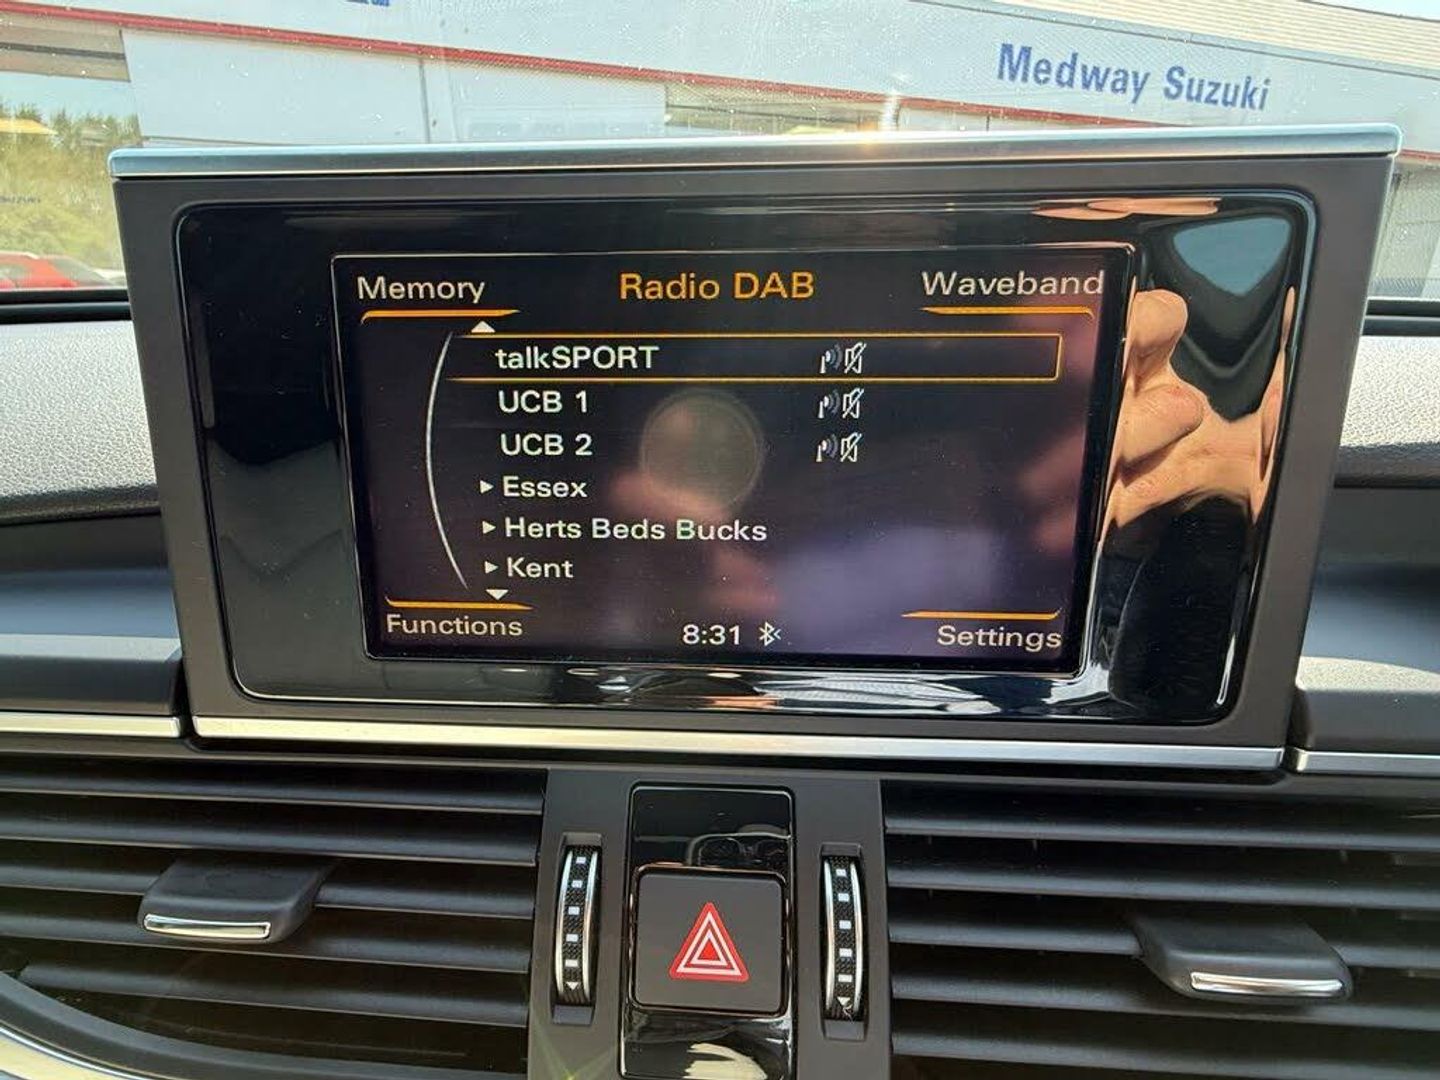 Medway Suzuki
Memory
Radio DAB
Waveband
talkSPORT
UCB 1
UCB 2
Essex
Herts Beds Bucks
Kent
Functions
8:31
Settings